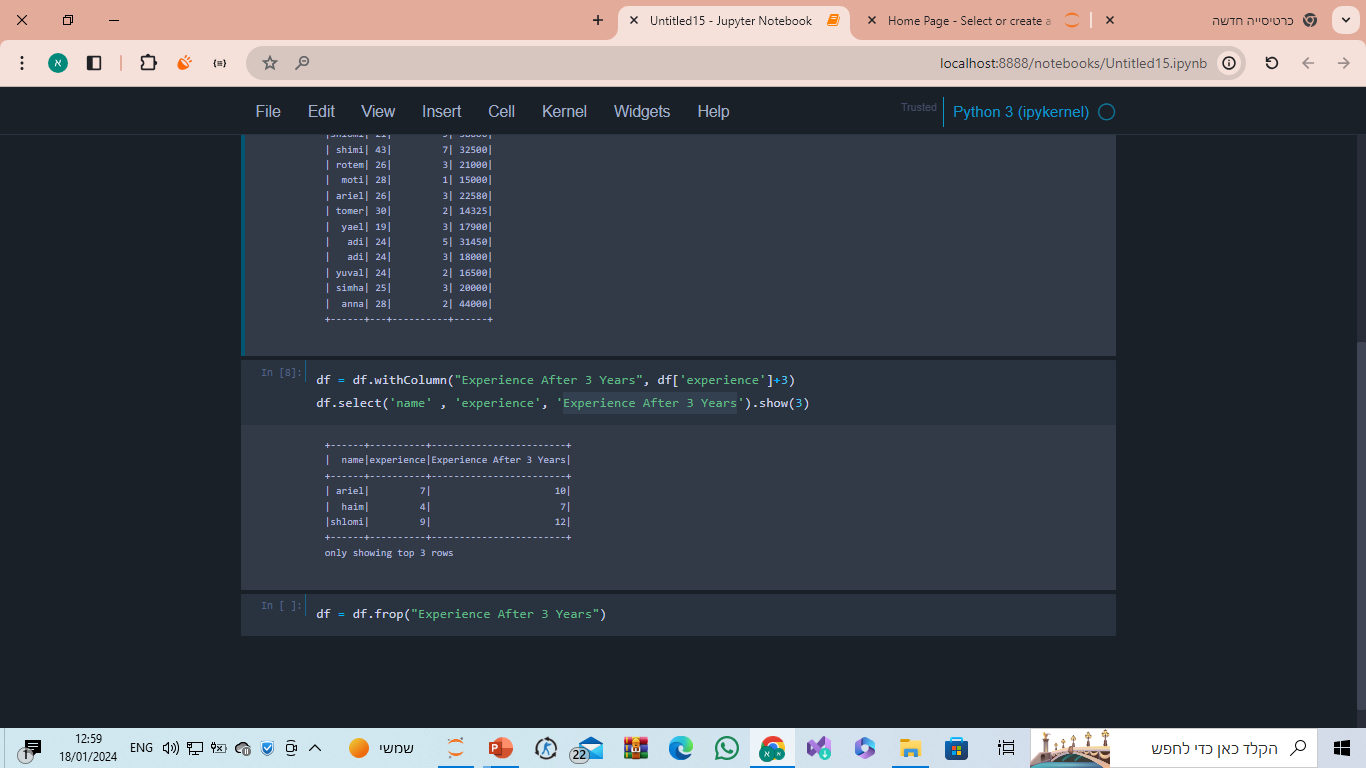 Untitled15 - Jupyter Notebook
Home Page - Select or create a
כרטיסייה חדשה
א
localhost:8888/notebooks/Untitled15.ipynb
File Edit View Insert Cell Kernel Widgets Help
Trusted
Python 3 (ipykernel)
| shimi| 43| 7| 32500|
| rotem| 26| 3| 21000|
| moti| 28| 1| 15000|
| ariel| 26| 3| 22580|
| tomer| 30| 2| 14325|
| yael| 19| 3| 17900|
| adi| 24| 5| 31450|
| adi| 24| 3| 18000|
| yuval| 24| 2| 16500|
| simha| 25| 3| 20000|
| anna| 28| 2| 44000|
+------+---+----------+------+
In [8]:
df = df.withColumn("Experience After 3 Years", df['experience']+3)
df.select('name' , 'experience', 'Experience After 3 Years').show(3)
+------+----------+------------------------+
| name|experience|Experience After 3 Years|
+------+----------+------------------------+
| ariel| 7| 10|
| haim| 4| 7|
|shlomi| 9| 12|
+------+----------+------------------------+
only showing top 3 rows
In [ ]:
df = df.frop("Experience After 3 Years")
1
12:59
18/01/2024
ENG
שמשי
22
א א
הקלד כאן כדי לחפש